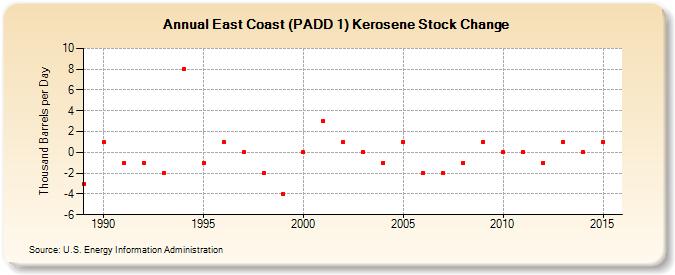 Annual East Coast (PADD 1) Kerosene Stock Change
Thousand Barrels per Day
10
8
6
4
2
0
-2
-4
-6
1990 1995 2000 2005 2010 2015
Source: U.S. Energy Information Administration